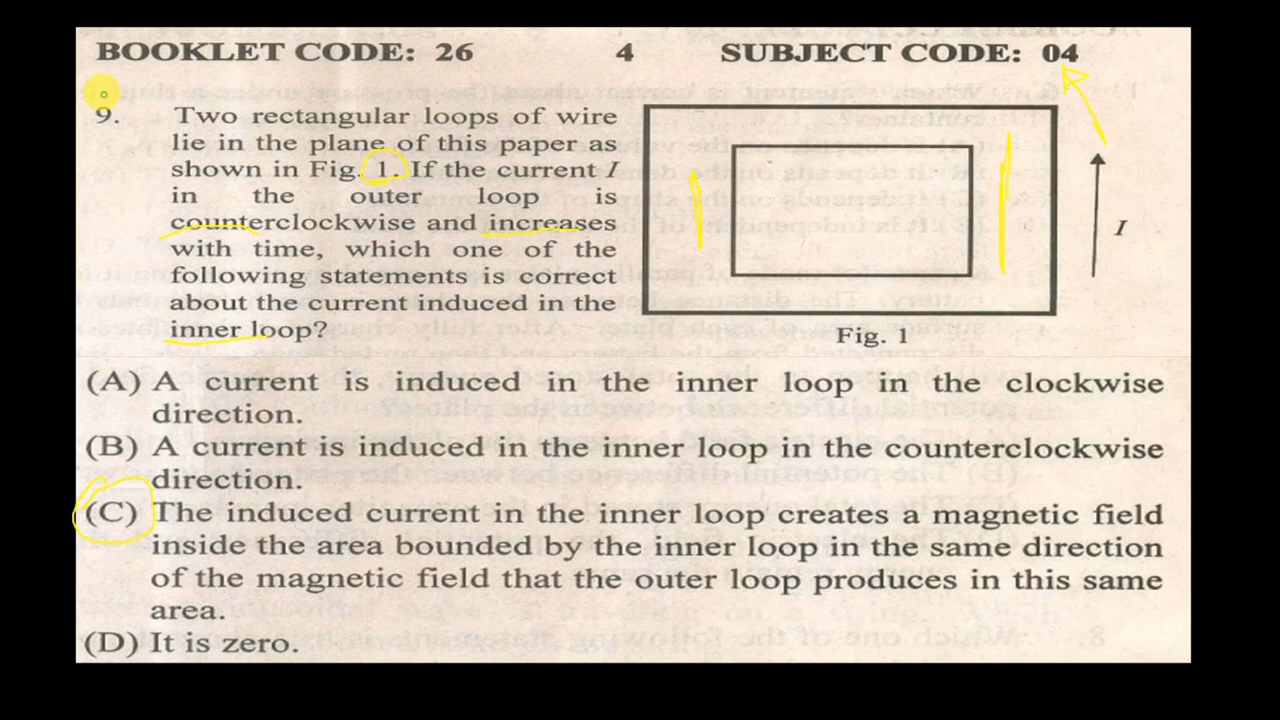 BOOKLET CODE: 26 4 SUBJECT CODE: 04
9. Two rectangular loops of wire
lie in the plane of this paper as
shown in Fig. 1. If the current I
in the outer loop is
counterclockwise and increases
with time, which one of the
following statements is correct
about the current induced in the
inner loop?
I
Fig. 1
(A) A current is induced in the inner loop in the clockwise
direction.
(B) A current is induced in the inner loop in the counterclockwise
direction.
(C) The induced current in the inner loop creates a magnetic field
inside the area bounded by the inner loop in the same direction
of the magnetic field that the outer loop produces in this same
area.
(D) It is zero.